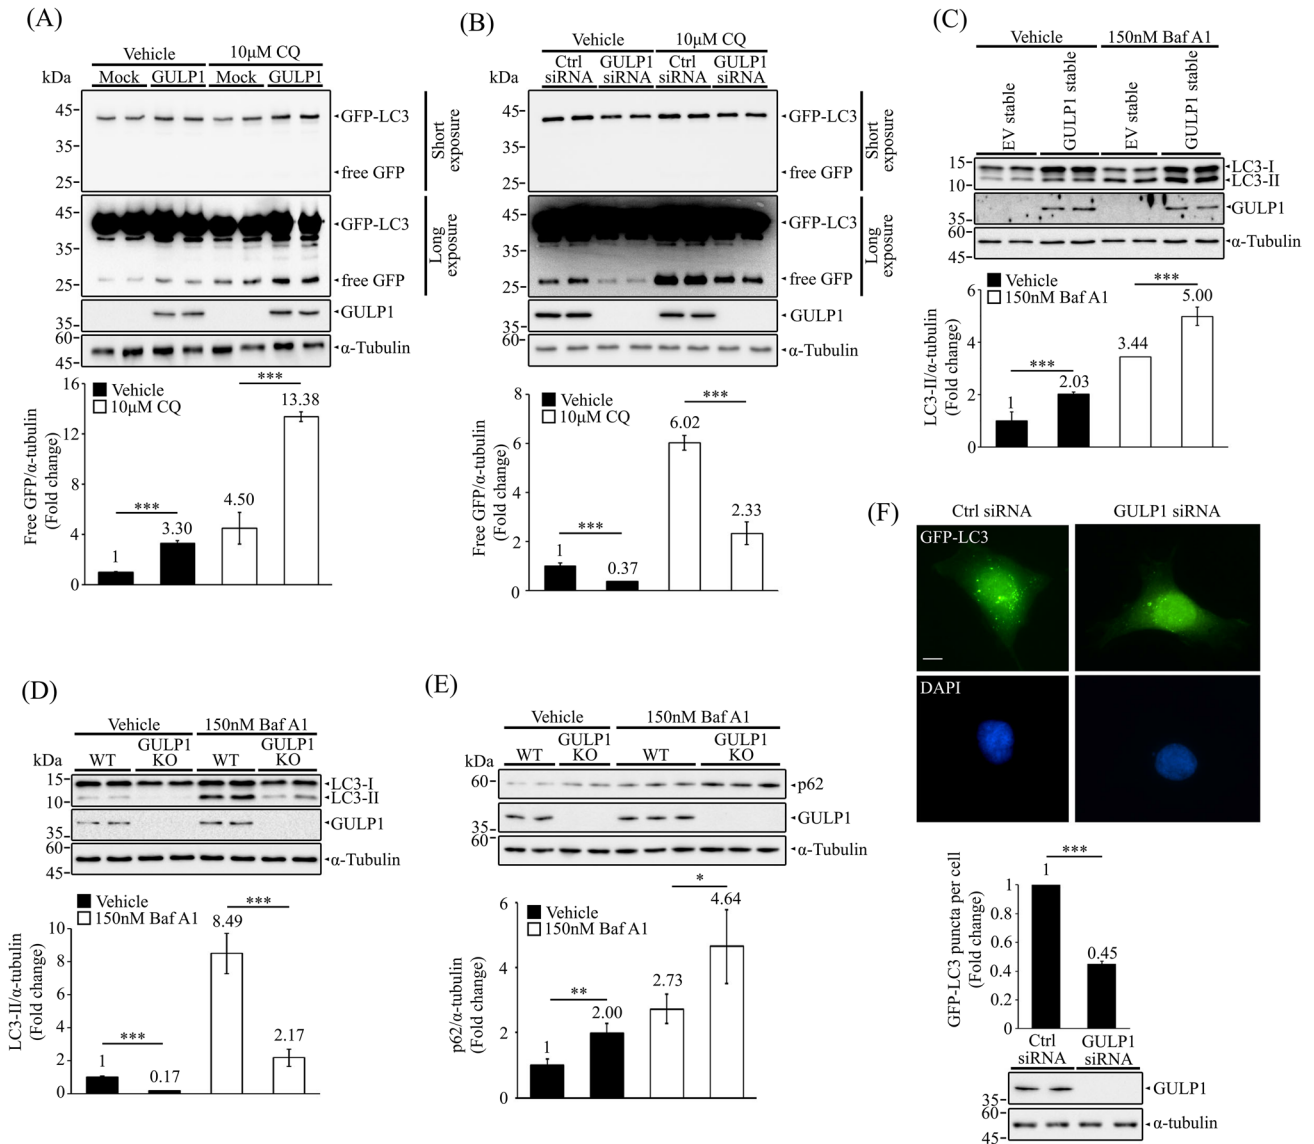 (A)
Vehicle 10μM CQ
kDa Mock GULP1 Mock GULP1
45- GFP-LC3
35-
25- free GFP
Short exposure
45- GFP-LC3
35-
25- free GFP
Long exposure
35- GULP1
60-
45- α-Tubulin
16
12
8
4
0
Free GFP/α-tubulin
(Fold change)
Vehicle
10μM CQ
1
***
3.30
4.50
***
13.38
(B)
Vehicle 10μM CQ
kDa Ctrl siRNA GULP1 siRNA Ctrl siRNA GULP1 siRNA
45- GFP-LC3
35-
25- free GFP
Short exposure
45- GFP-LC3
35-
25- free GFP
Long exposure
35- GULP1
60-
45- α-Tubulin
8
6
4
2
0
Free GFP/α-tubulin
(Fold change)
Vehicle
10μM CQ
1
***
0.37
6.02
***
2.33
(C)
Vehicle 150nM Baf A1
kDa EV stable GULP1 stable EV stable GULP1 stable
15- LC3-I
10- LC3-II
35- GULP1
60-
45- α-Tubulin
Vehicle
150nM Baf A1
6
4
2
0
LC3-II/α-tubulin
(Fold change)
1
***
2.03
3.44
***
5.00
(D)
Vehicle 150nM Baf A1
kDa WT GULP1 KO WT GULP1 KO
15- LC3-I
10- LC3-II
35- GULP1
60-
45- α-Tubulin
Vehicle
150nM Baf A1
10
8
6
4
2
0
LC3-II/α-tubulin
(Fold change)
1
***
0.17
8.49
***
2.17
(E)
Vehicle 150nM Baf A1
kDa WT GULP1 KO WT GULP1 KO
60- p62
35- GULP1
60-
45- α-Tubulin
6
4
2
0
p62/α-tubulin
(Fold change)
Vehicle
150nM Baf A1
1
**
2.00
2.73
*
4.64
(F)
Ctrl siRNA GULP1 siRNA
GFP-LC3
DAPI
GFP-LC3 puncta per cell
(Fold change)
1
0.8
0.6
0.4
0.2
0
1
***
0.45
Ctrl siRNA GULP1 siRNA
35- GULP1
60-
45- α-tubulin